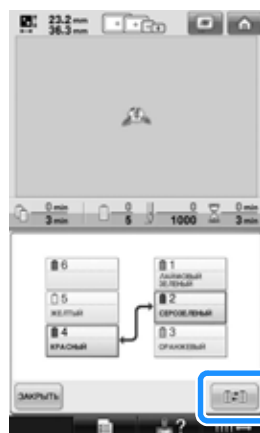 23.2 mm
36.3 mm
0 min
3 min
0
5
0
1000
0 min
3 min
6
1
ЛАЙМОВЫЙ
ЗЕЛЕНЫЙ
5
ЖЕЛТЫЙ
2
СЕРОЗЕЛЕНЫЙ
4
КРАСНЫЙ
3
ОРАНЖЕВЫЙ
ЗАКРЫТЬ
?